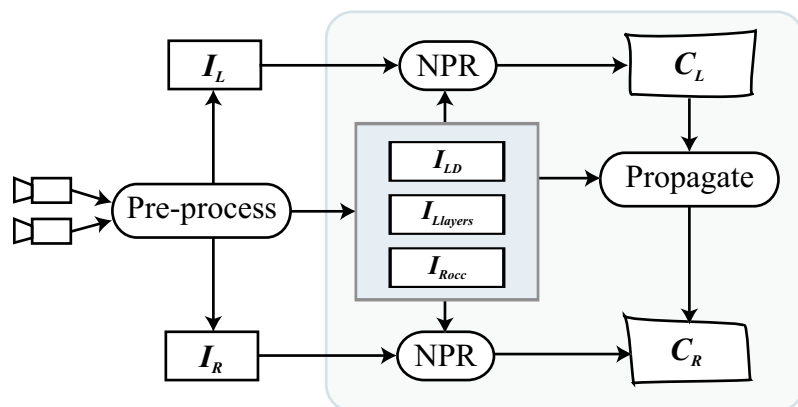 I_L
NPR
C_L
I_LD
Pre-process
I_Llayers
Propagate
I_Rocc
I_R
NPR
C_R